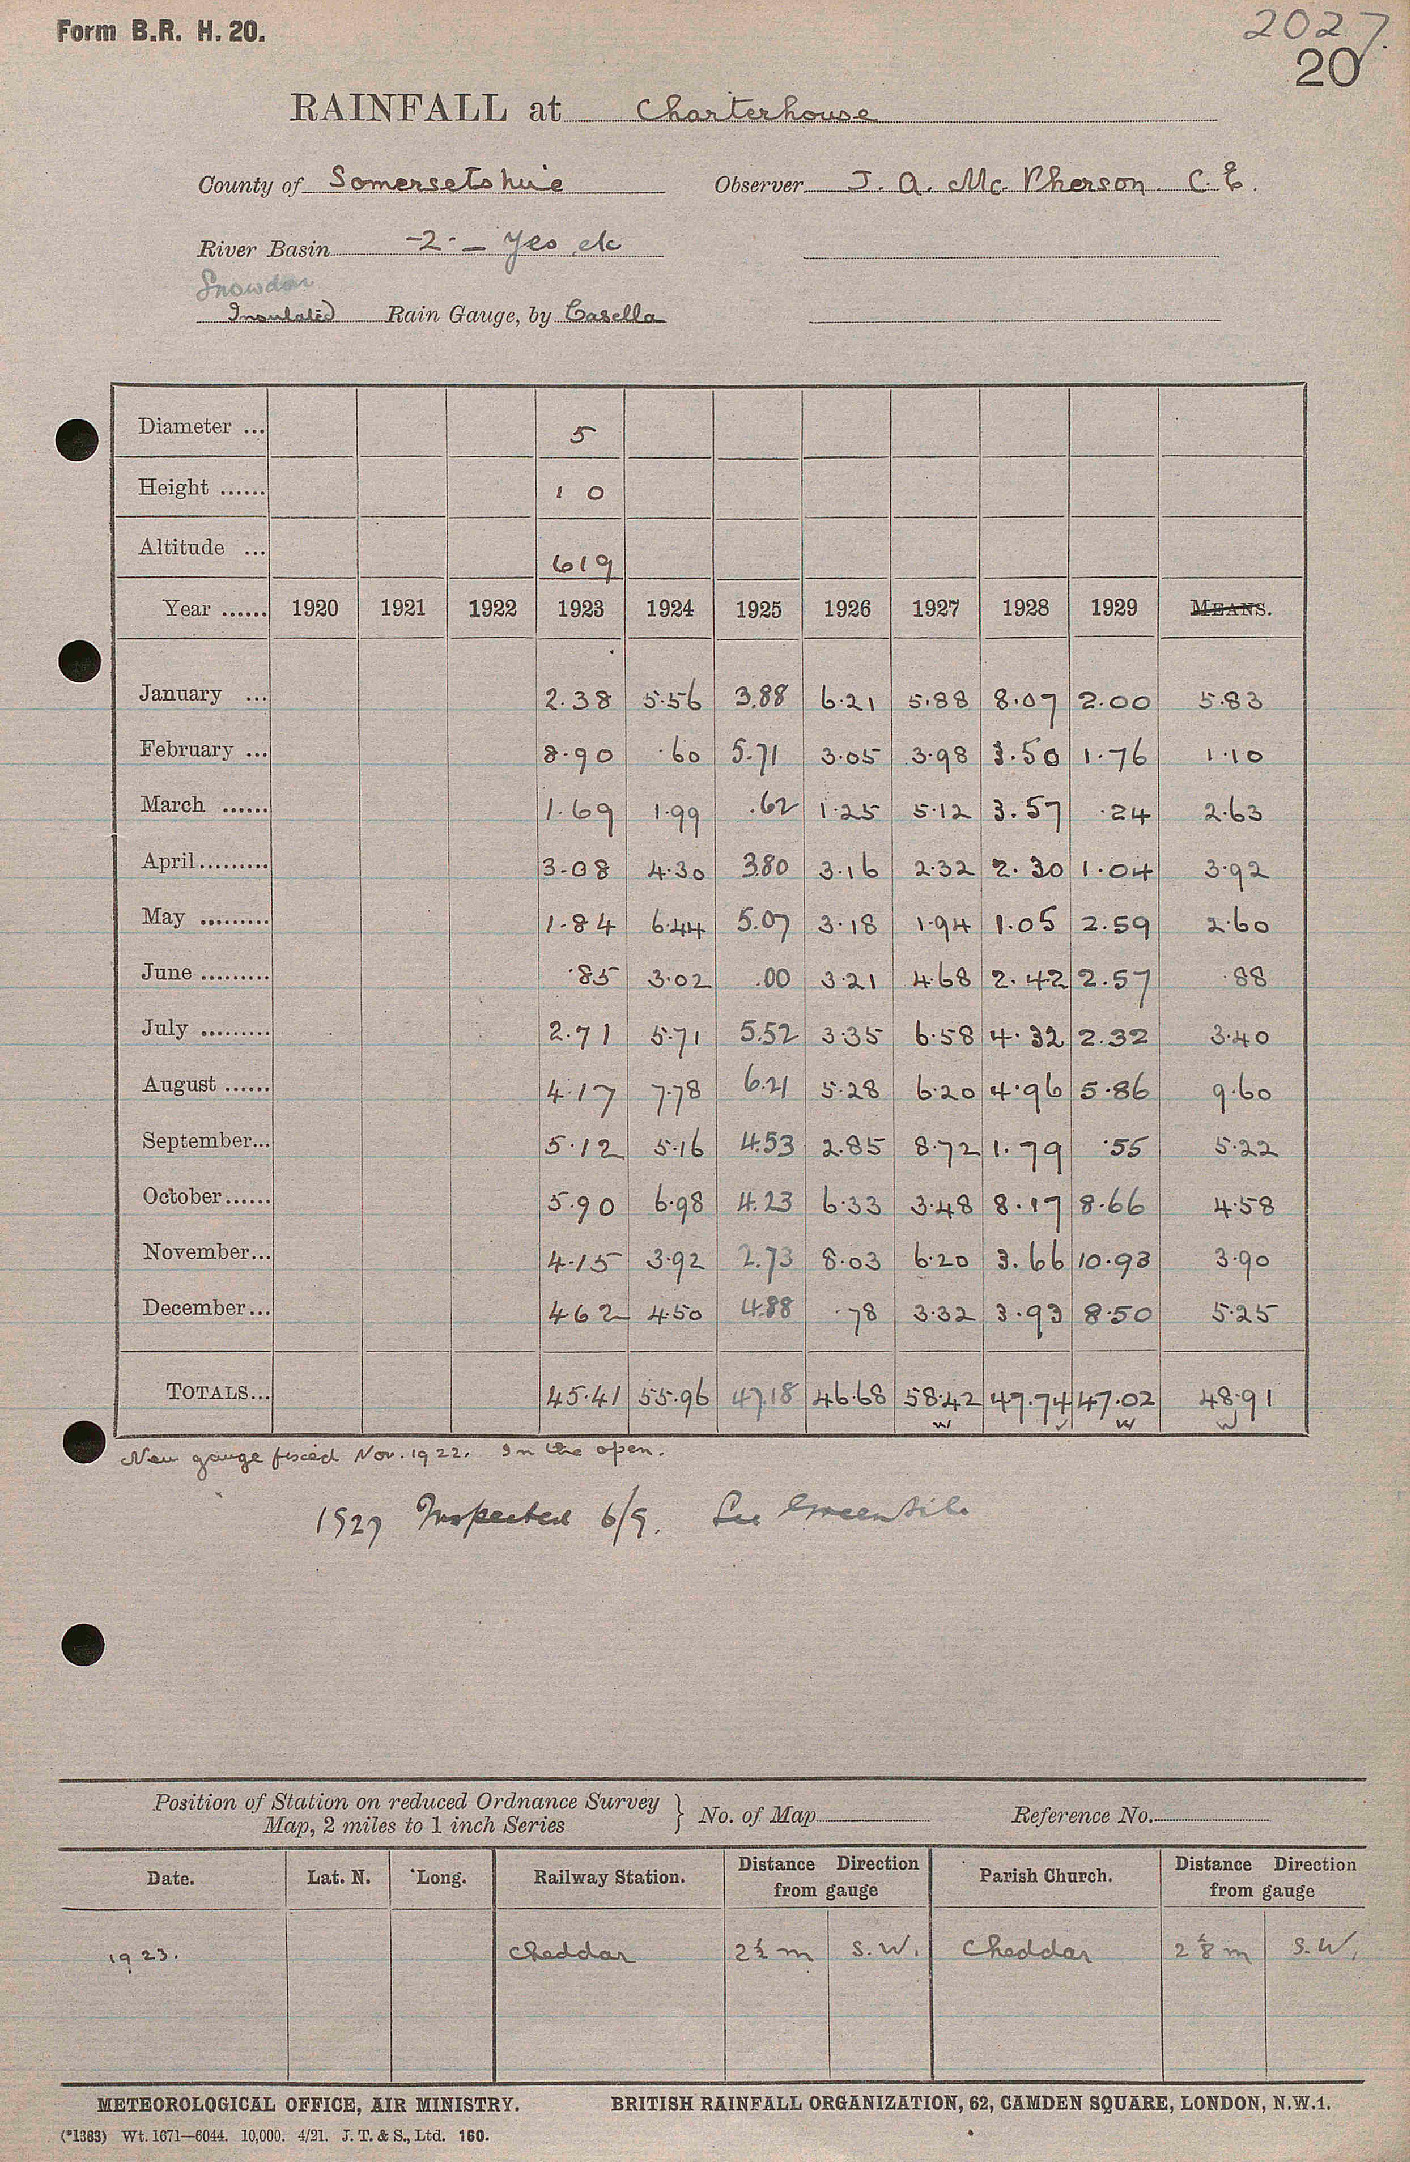 Form B.R. H. 20.
2027.
20
RAINFALL at Charterhouse
County of Somersetshire Observer J. A. Mc Pherson C.E.
River Basin -2- — Yeo etc
Snowdon
Insulated Rain Gauge, by Casella
Diameter ... 5
Height ...... 1 0
Altitude ... 619
Year ...... 1920 1921 1922 1923 1924 1925 1926 1927 1928 1929 MEANS.
January ... 2.38 5.56 3.88 6.21 5.88 8.07 2.00 5.83
February ... 8.90 .60 5.71 3.05 3.98 3.50 1.76 1.10
March ...... 1.69 1.99 .62 1.25 5.12 3.57 .24 2.63
April ......... 3.08 4.30 3.80 3.16 2.32 2.30 1.04 3.92
May ......... 1.84 6.44 5.07 3.18 1.94 1.05 2.59 2.60
June ......... .85 3.02 .00 3.21 4.68 2.42 2.57 .88
July ......... 2.71 5.71 5.52 3.35 6.58 4.32 2.32 3.40
August ...... 4.17 7.78 6.21 5.28 6.20 4.96 5.86 9.60
September... 5.12 5.16 4.53 2.85 8.72 1.79 .55 5.22
October...... 5.90 6.98 4.23 6.33 3.48 8.17 8.66 4.58
November... 4.15 3.92 2.73 8.03 6.20 3.66 10.93 3.90
December... 4.62 4.50 4.88 .78 3.32 3.93 8.50 5.25
TOTALS... 45.41 55.96 47.18 46.68 58.42 47.74 47.02 48.91
w w w
New gauge fixed Nov. 1922. In the open.
1927 Inspected 6/9. See Green File
Position of Station on reduced Ordnance Survey
Map, 2 miles to 1 inch Series } No. of Map Reference No.
Date. Lat. N. Long. Railway Station. Distance Direction from gauge Parish Church. Distance Direction from gauge
1923. Cheddar 2½ m S.W. Cheddar 2⅛ m S.W.
METEOROLOGICAL OFFICE, AIR MINISTRY. BRITISH RAINFALL ORGANIZATION, 62, CAMDEN SQUARE, LONDON, N.W.1.
(*1383) Wt. 1671—6044. 10,000. 4/21. J. T. & S., Ltd. 160.